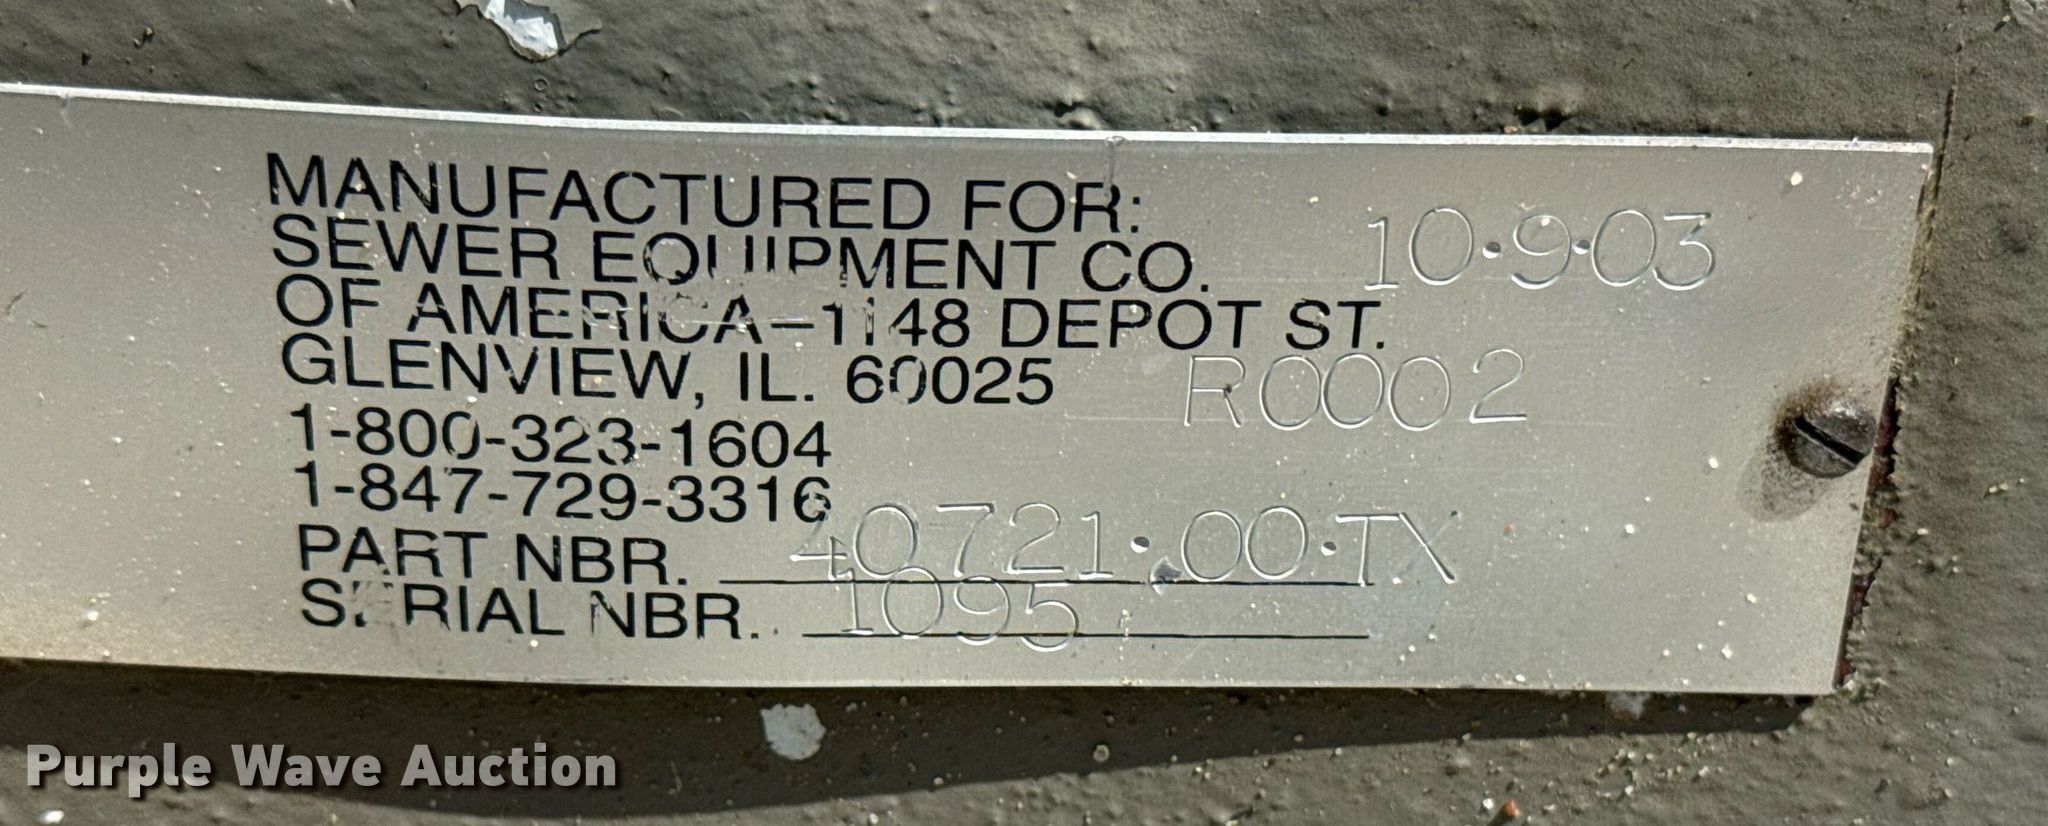 MANUFACTURED FOR:
SEWER EQUIPMENT CO. 10·9·03
OF AMERICA-1148 DEPOT ST.
GLENVIEW, IL. 60025 R0002
1-800-323-1604
1-847-729-3316
PART NBR. 40721·00·TX
SERIAL NBR. 1095
Purple Wave Auction